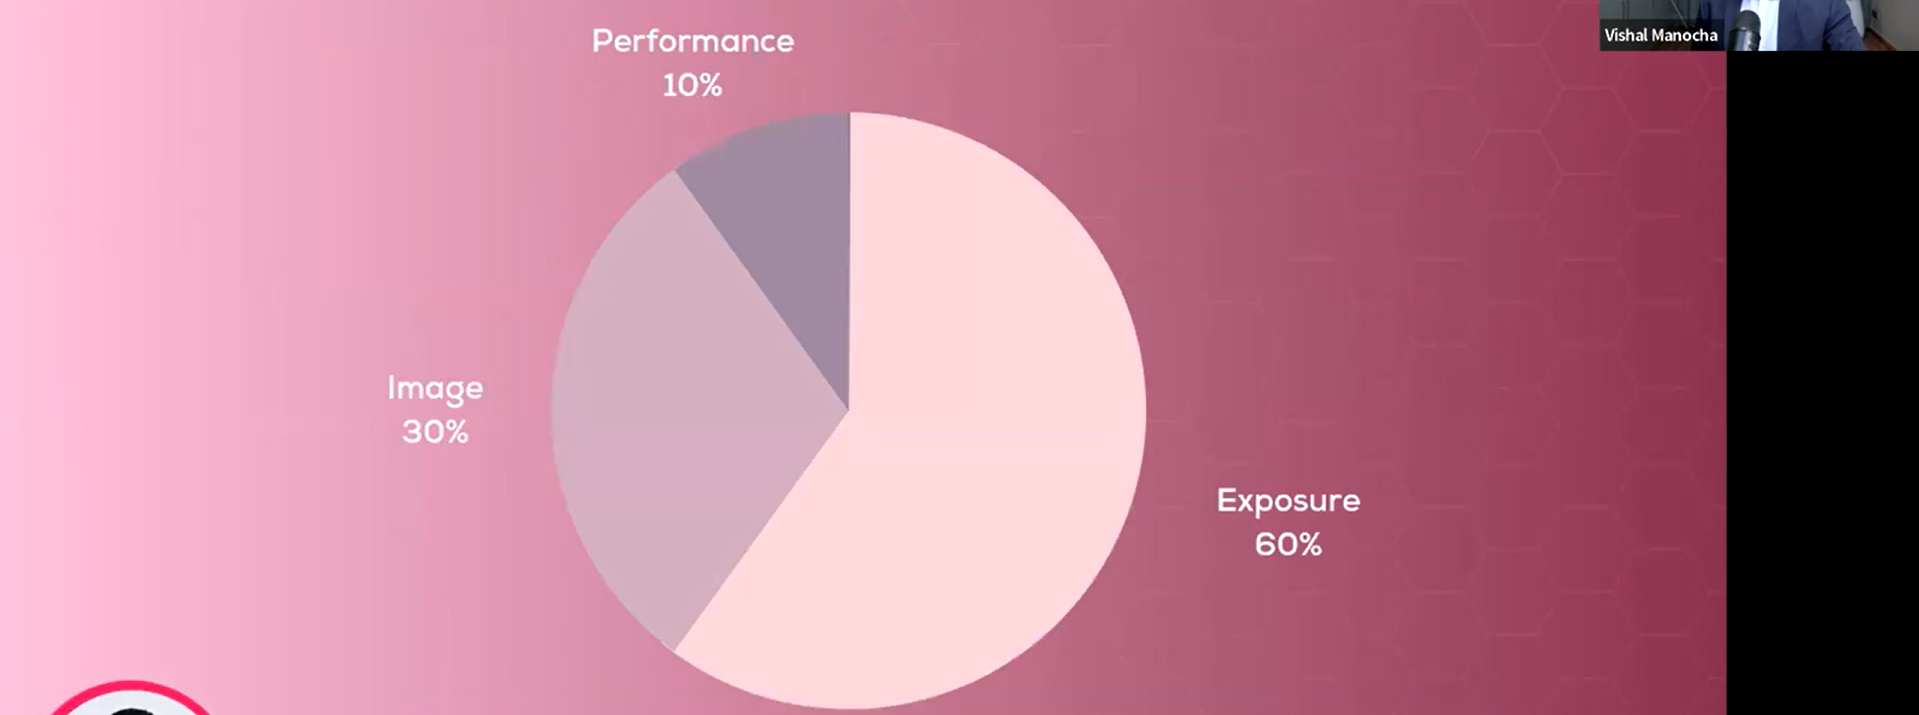 Performance
10%
Vishal Manocha
Image
30%
Exposure
60%